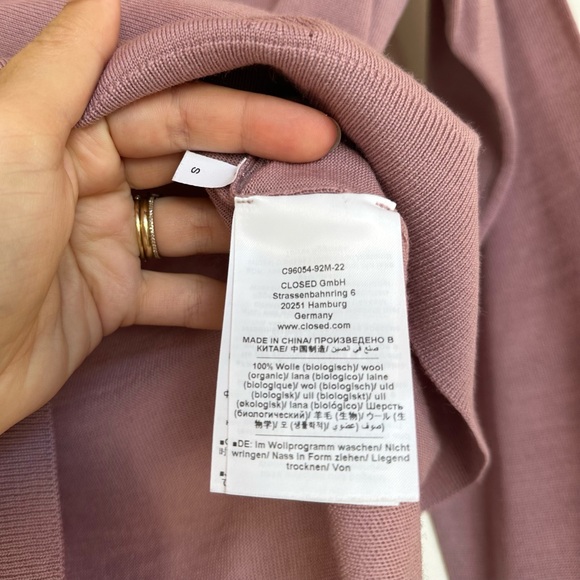 S
C96054-92M-22
CLOSED GmbH
Strassenbahnring 6
20251 Hamburg
Germany
www.closed.com
MADE IN CHINA/ ПРОИЗВЕДЕНО В
КИТАЕ/ 中国製造/ صنع في الصين
100% Wolle (biologisch)/ wool
(organic)/ lana (biologico)/ laine
(biologique)/ wol (biologisch)/ uld
(biologisk)/ ull (biologiskt)/ ull
(økologisk)/ lana (biológico)/ Шерсть
(биологический)/ 羊毛 (生物)/ ウール (生
物学)/ 모 (생물학적)/ صوف (عضوي)
■DE: Im Wollprogramm waschen/ Nicht
wringen/ Nass in Form ziehen/ Liegend
trocknen/ Von